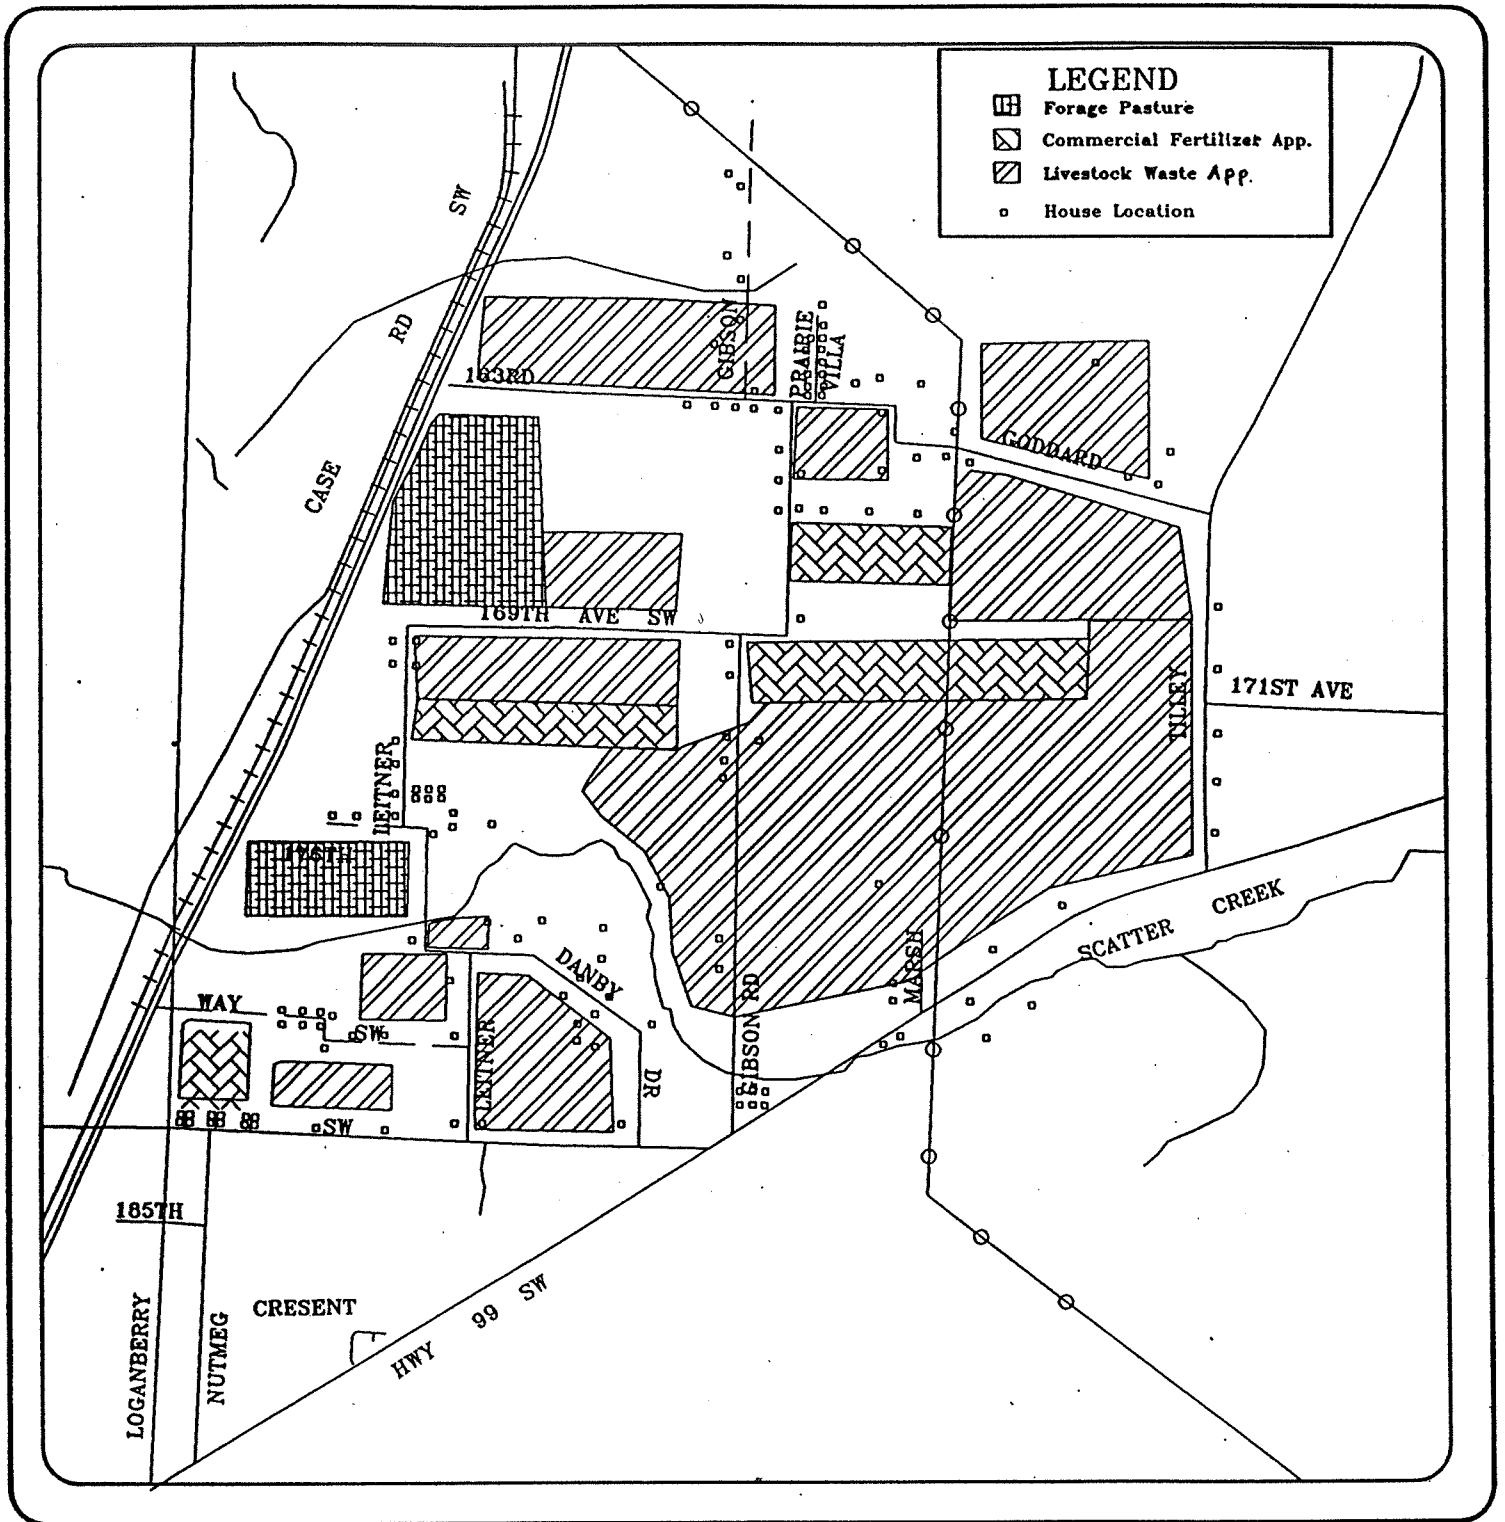 LEGEND
Forage Pasture
Commercial Fertilizer App.
Livestock Waste App.
House Location
SW
RD
CASE
GIBSON
PRAIRIE
VILLA
183RD
GODDARD
169TH AVE SW
TILLEY
171ST AVE
LEITNER
176TH
SCATTER CREEK
MARSH
DANBY
DR
GIBSON RD
WAY
SW
LEITNER
SW
185TH
CRESENT
LOGANBERRY
NUTMEG
HWY 99 SW